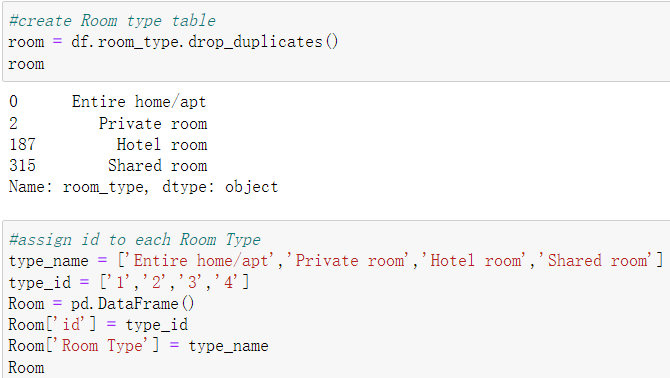 #create Room type table
room = df.room_type.drop_duplicates()
room
0 Entire home/apt
2 Private room
187 Hotel room
315 Shared room
Name: room_type, dtype: object
#assign id to each Room Type
type_name = ['Entire home/apt','Private room','Hotel room','Shared room']
type_id = ['1','2','3','4']
Room = pd.DataFrame()
Room['id'] = type_id
Room['Room Type'] = type_name
Room